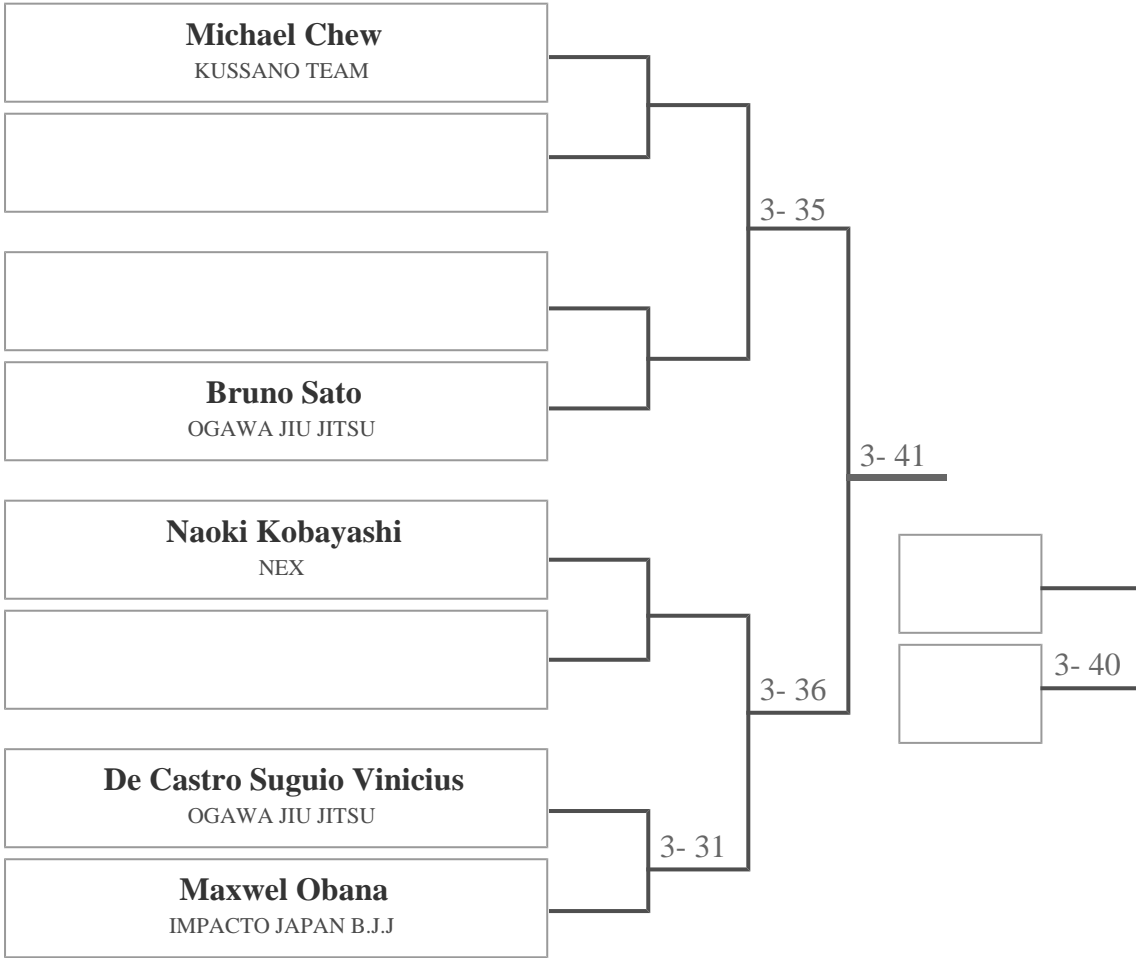 Michael Chew
KUSSANO TEAM
3- 35
Bruno Sato
OGAWA JIU JITSU
3- 41
Naoki Kobayashi
NEX
3- 40
3- 36
De Castro Suguio Vinicius
OGAWA JIU JITSU
3- 31
Maxwel Obana
IMPACTO JAPAN B.J.J